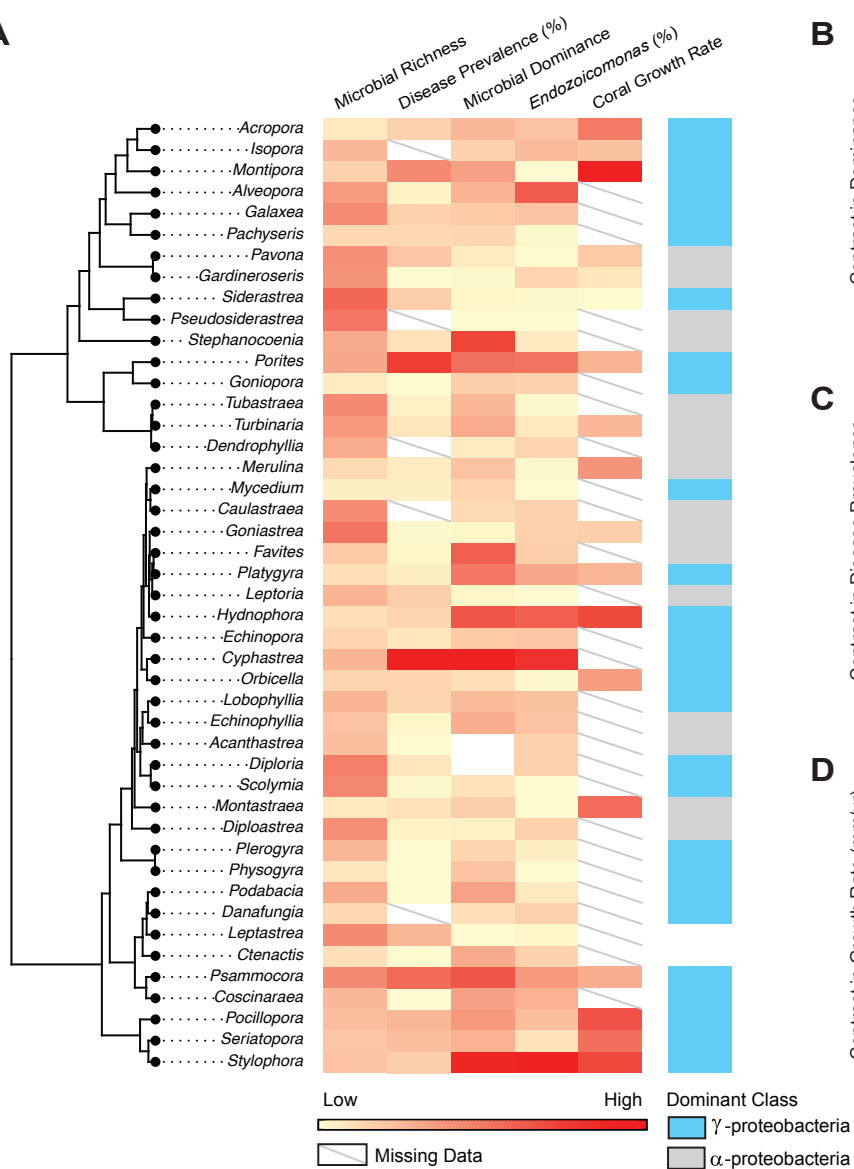 A
B
Microbial Richness
Disease Prevalence (%)
Microbial Dominance
Endozoicomonas (%)
Coral Growth Rate
Acropora
Isopora
Montipora
Alveopora
Galaxea
Pachyseris
Pavona
Gardineroseris
Siderastrea
Pseudosiderastrea
Stephanocoenia
Porites
Goniopora
Tubastraea
Turbinaria
Dendrophyllia
Merulina
Mycedium
Caulastraea
Goniastrea
Favites
Platygyra
Leptoria
Hydnophora
Echinopora
Cyphastrea
Orbicella
Lobophyllia
Echinophyllia
Acanthastrea
Diploria
Scolymia
Montastraea
Diploastrea
Plerogyra
Physogyra
Podabacia
Danafungia
Leptastrea
Ctenactis
Psammocora
Coscinaraea
Pocillopora
Seriatopora
Stylophora
C
D
Low High
Missing Data
Dominant Class
γ-proteobacteria
α-proteobacteria